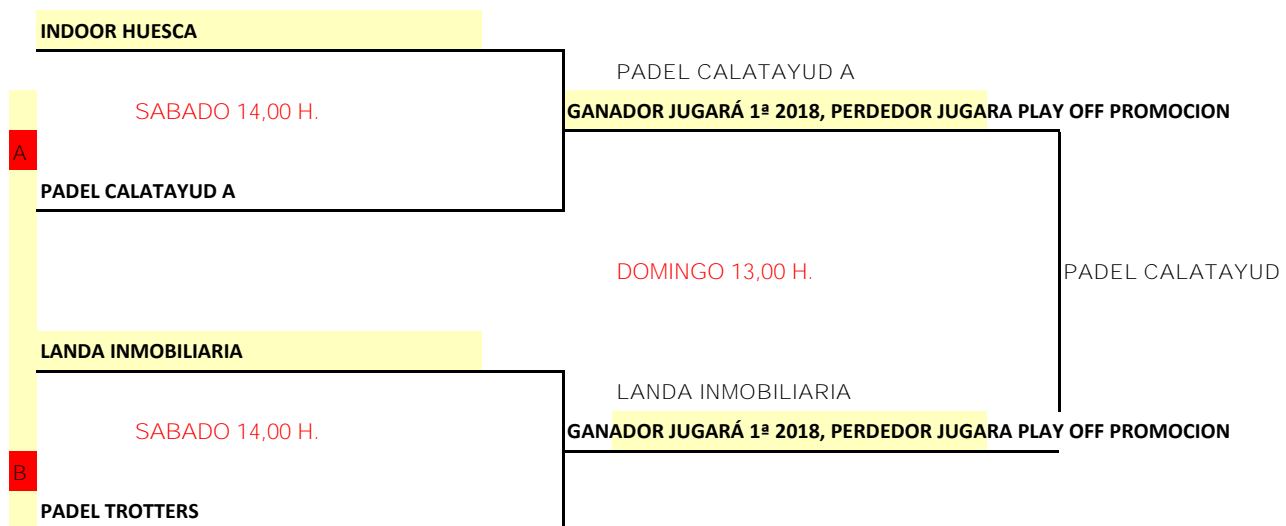 INDOOR HUESCA
PADEL CALATAYUD A
SABADO 14,00 H.
GANADOR JUGARÁ 1ª 2018, PERDEDOR JUGARA PLAY OFF PROMOCION
A
PADEL CALATAYUD A
DOMINGO 13,00 H.
PADEL CALATAYUD
LANDA INMOBILIARIA
LANDA INMOBILIARIA
SABADO 14,00 H.
GANADOR JUGARÁ 1ª 2018, PERDEDOR JUGARA PLAY OFF PROMOCION
B
PADEL TROTTERS